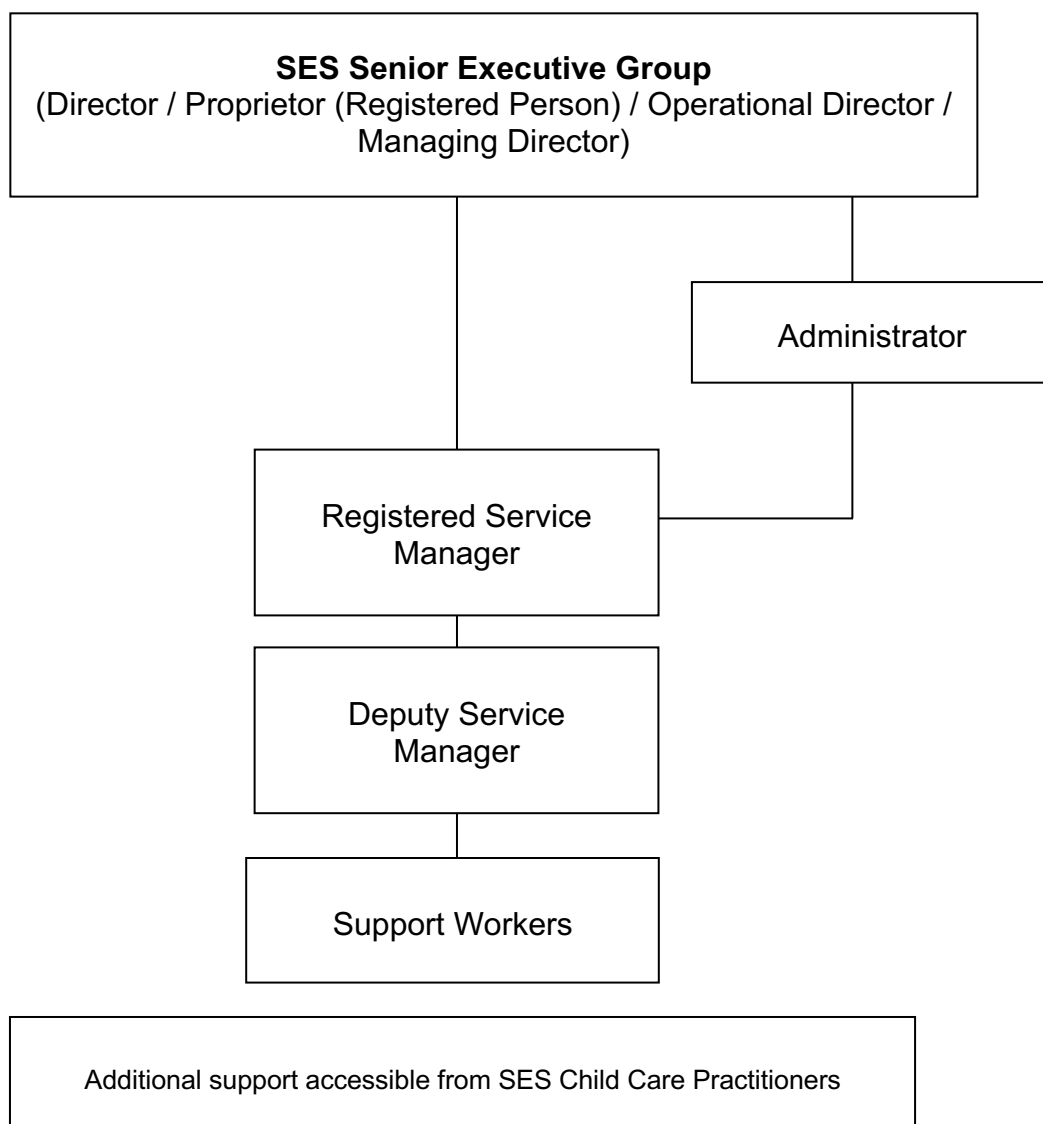 SES Senior Executive Group
(Director / Proprietor (Registered Person) / Operational Director /
Managing Director)
Administrator
Registered Service
Manager
Deputy Service
Manager
Support Workers
Additional support accessible from SES Child Care Practitioners